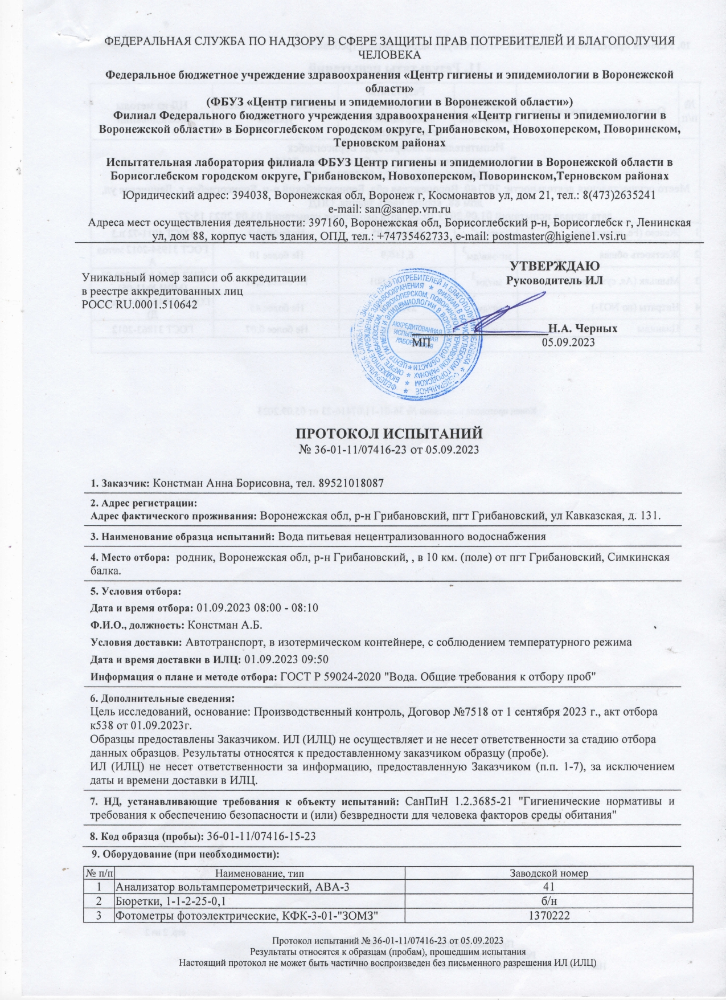 ФЕДЕРАЛЬНАЯ СЛУЖБА ПО НАДЗОРУ В СФЕРЕ ЗАЩИТЫ ПРАВ ПОТРЕБИТЕЛЕЙ И БЛАГОПОЛУЧИЯ
ЧЕЛОВЕКА
Федеральное бюджетное учреждение здравоохранения «Центр гигиены и эпидемиологии в Воронежской
области»
(ФБУЗ «Центр гигиены и эпидемиологии в Воронежской области»)
Филиал Федерального бюджетного учреждения здравоохранения «Центр гигиены и эпидемиологии в
Воронежской области» в Борисоглебском городском округе, Грибановском, Новохоперском, Поворинском,
Терновском районах
Испытательная лаборатория филиала ФБУЗ Центр гигиены и эпидемиологии в Воронежской области в
Борисоглебском городском округе, Грибановском, Новохоперском, Поворинском,Терновском районах
Юридический адрес: 394038, Воронежская обл, Воронеж г, Космонавтов ул, дом 21, тел.: 8(473)2635241
e-mail: san@sanep.vrn.ru
Адреса мест осуществления деятельности: 397160, Воронежская обл, Борисоглебский р-н, Борисоглебск г, Ленинская
ул, дом 88, корпус часть здания, ОПД, тел.: +74735462733, e-mail: postmaster@higiene1.vsi.ru
УТВЕРЖДАЮ
Руководитель ИЛ
Уникальный номер записи об аккредитации
в реестре аккредитованных лиц
РОСС RU.0001.510642
АККРЕДИТОВАННАЯ
ИСПЫТАТЕЛЬНАЯ
ЛАБОРАТОРИЯ
Н.А. Черных
МП 05.09.2023
ПРОТОКОЛ ИСПЫТАНИЙ
№ 36-01-11/07416-23 от 05.09.2023
1. Заказчик: Констман Анна Борисовна, тел. 89521018087
2. Адрес регистрации:
Адрес фактического проживания: Воронежская обл, р-н Грибановский, пгт Грибановский, ул Кавказская, д. 131.
3. Наименование образца испытаний: Вода питьевая нецентрализованного водоснабжения
4. Место отбора: родник, Воронежская обл, р-н Грибановский, , в 10 км. (поле) от пгт Грибановский, Симкинская
балка.
5. Условия отбора:
Дата и время отбора: 01.09.2023 08:00 - 08:10
Ф.И.О., должность: Констман А.Б.
Условия доставки: Автотранспорт, в изотермическом контейнере, с соблюдением температурного режима
Дата и время доставки в ИЛЦ: 01.09.2023 09:50
Информация о плане и методе отбора: ГОСТ Р 59024-2020 "Вода. Общие требования к отбору проб"
6. Дополнительные сведения:
Цель исследований, основание: Производственный контроль, Договор №7518 от 1 сентября 2023 г., акт отбора
к538 от 01.09.2023г.
Образцы предоставлены Заказчиком. ИЛ (ИЛЦ) не осуществляет и не несет ответственности за стадию отбора
данных образцов. Результаты относятся к предоставленному заказчиком образцу (пробе).
ИЛ (ИЛЦ) не несет ответственности за информацию, предоставленную Заказчиком (п.п. 1-7), за исключением
даты и времени доставки в ИЛЦ.
7. НД, устанавливающие требования к объекту испытаний: СанПиН 1.2.3685-21 "Гигиенические нормативы и
требования к обеспечению безопасности и (или) безвредности для человека факторов среды обитания"
8. Код образца (пробы): 36-01-11/07416-15-23
9. Оборудование (при необходимости):
№ п/п Наименование, тип Заводской номер
1 Анализатор вольтамперометрический, АВА-3 41
2 Бюретки, 1-1-2-25-0,1 б/н
3 Фотометры фотоэлектрические, КФК-3-01-"ЗОМЗ" 1370222
Протокол испытаний № 36-01-11/07416-23 от 05.09.2023
Результаты относятся к образцам (пробам), прошедшим испытания
Настоящий протокол не может быть частично воспроизведен без письменного разрешения ИЛ (ИЛЦ)